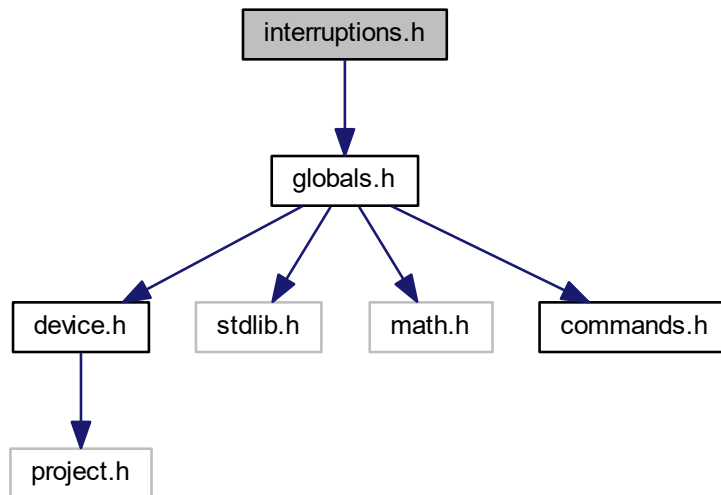 interruptions.h
globals.h
device.h
stdlib.h
math.h
commands.h
project.h